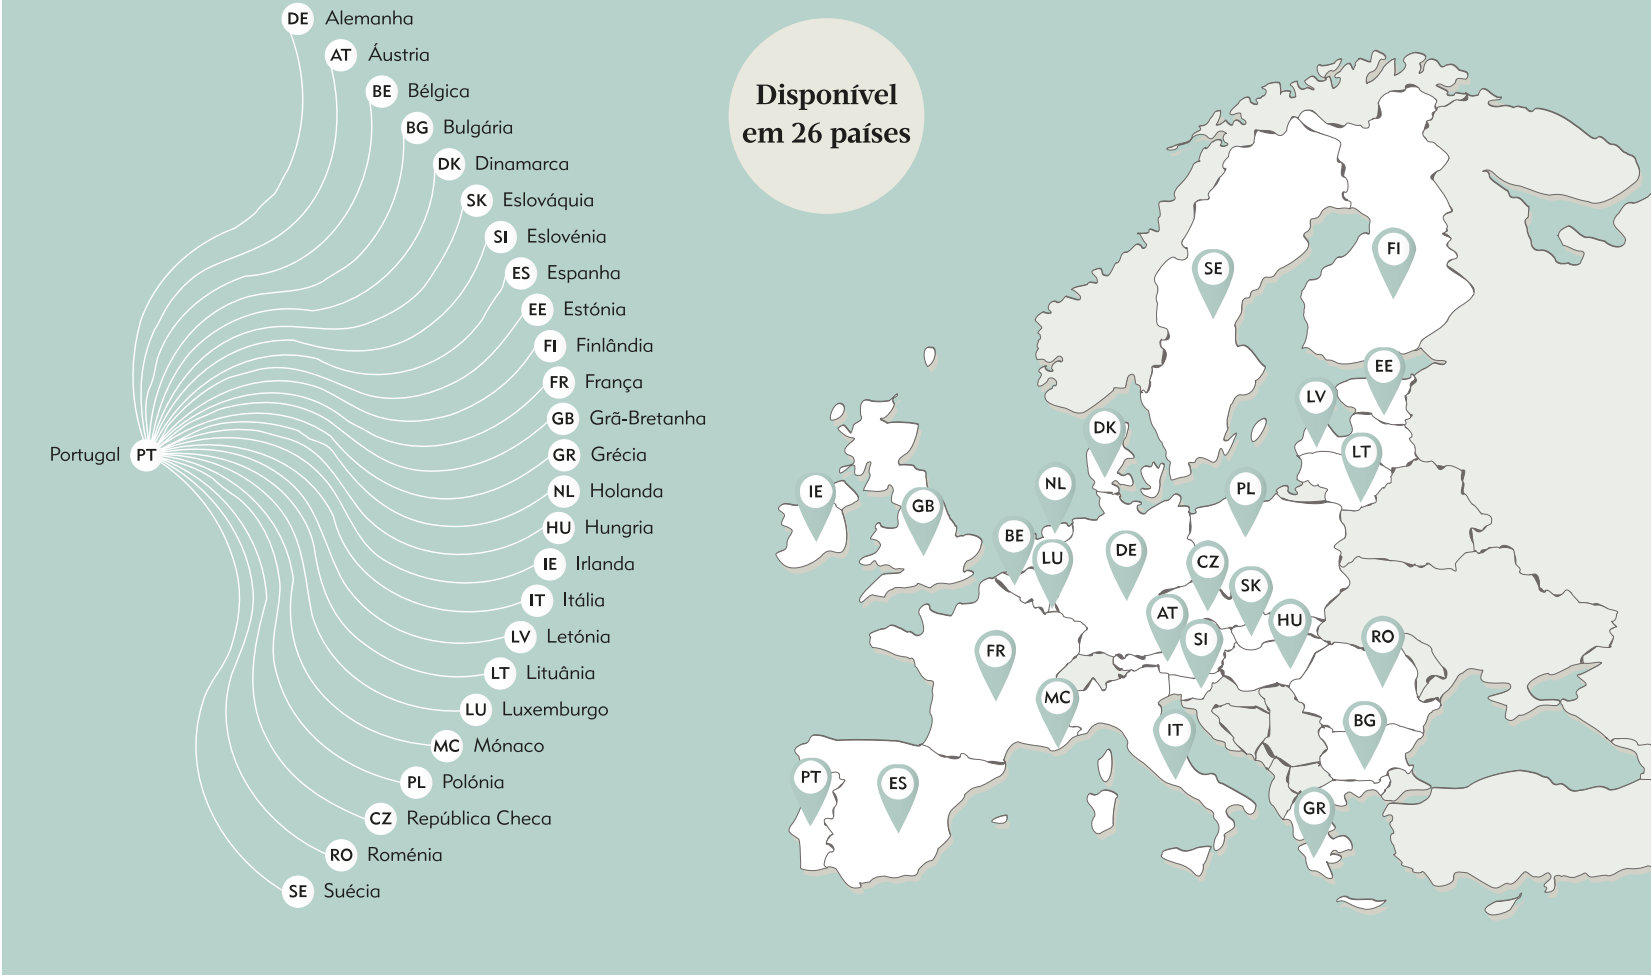 DE Alemanha
AT Áustria
BE Bélgica
BG Bulgária
DK Dinamarca
SK Eslováquia
SI Eslovénia
ES Espanha
EE Estónia
FI Finlândia
FR França
GB Grã-Bretanha
Portugal PT
GR Grécia
NL Holanda
HU Hungria
IE Irlanda
IT Itália
LV Letónia
LT Lituânia
LU Luxemburgo
MC Mónaco
PL Polónia
CZ República Checa
RO Roménia
SE Suécia
Disponível
em 26 países
FI
SE
EE
LV
DK
LT
NL
PL
IE
GB
BE
DE
LU
CZ
SK
AT
HU
SI
RO
FR
MC
BG
IT
PT
ES
GR